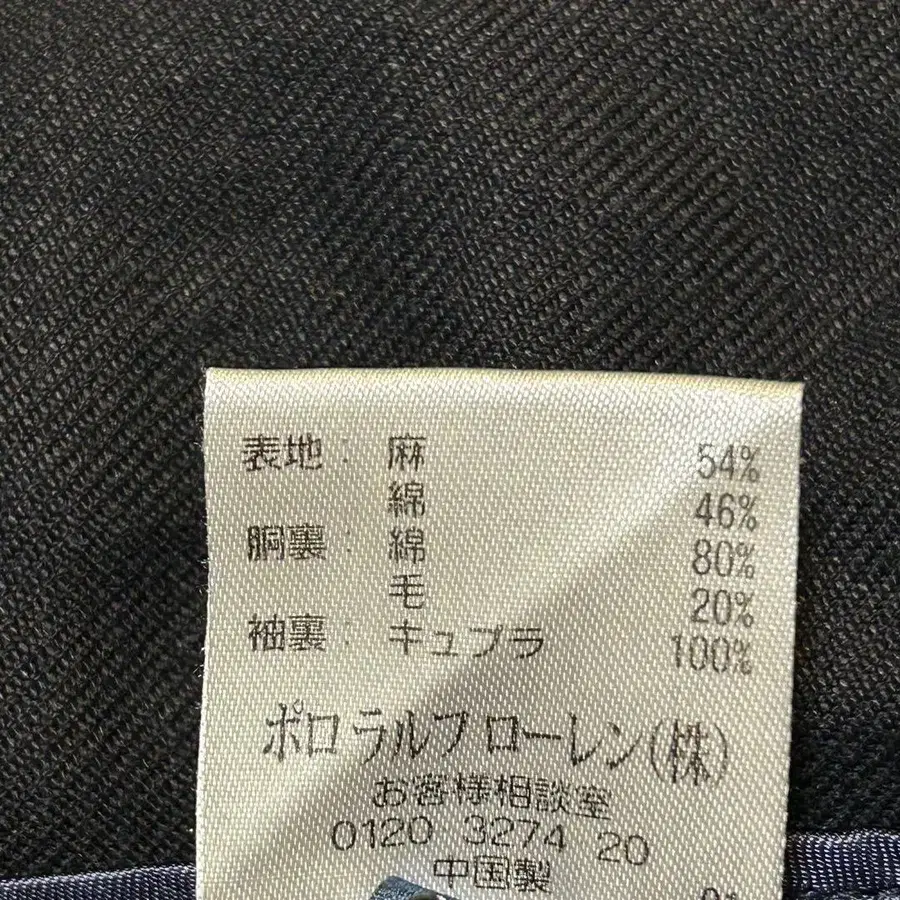 表地： 麻 54%
綿 46%
胴裏： 綿 80%
毛 20%
袖裏： キュプラ 100%
ポロ ラルフ ローレン(株)
お客様相談室
0120 3274 20
中国製